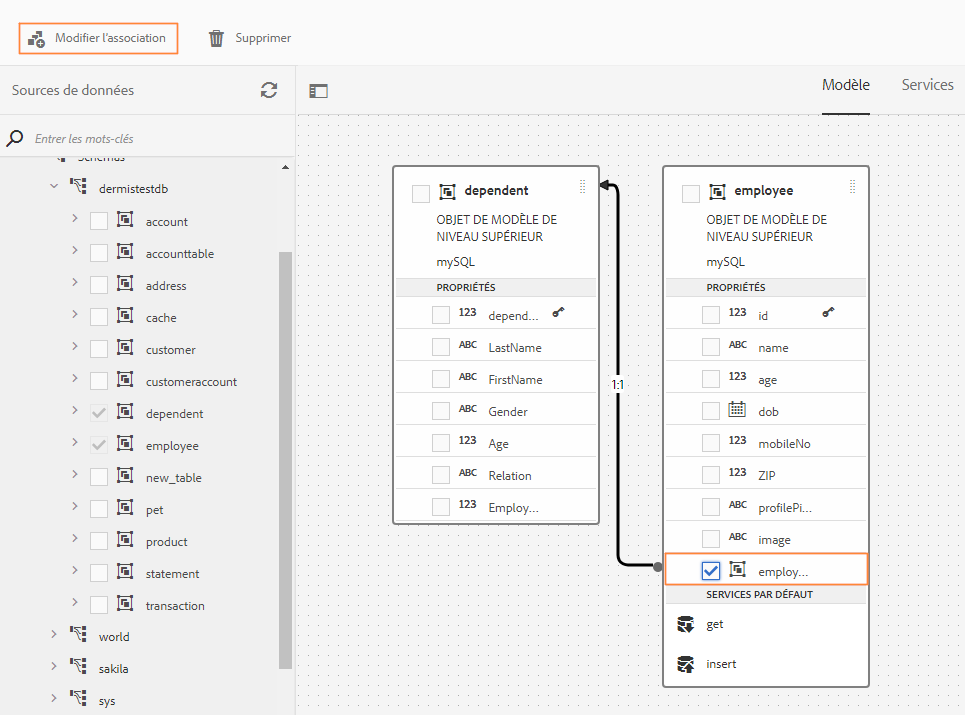 Modifier l'association
Supprimer
Sources de données
Modèle
Services
Entrer les mots-clés
Schémas
dermistestdb
account
accounttable
address
cache
customer
customeraccount
dependent
employee
new_table
pet
product
statement
transaction
world
sakila
sys
dependent
OBJET DE MODÈLE DE
NIVEAU SUPÉRIEUR
mySQL
PROPRIÉTÉS
123 depend...
ABC LastName
ABC FirstName
ABC Gender
123 Age
ABC Relation
123 Employ...
1:1
employee
OBJET DE MODÈLE DE
NIVEAU SUPÉRIEUR
mySQL
PROPRIÉTÉS
123 id
ABC name
123 age
dob
123 mobileNo
123 ZIP
ABC profilePi...
ABC image
employ...
SERVICES PAR DÉFAUT
get
insert